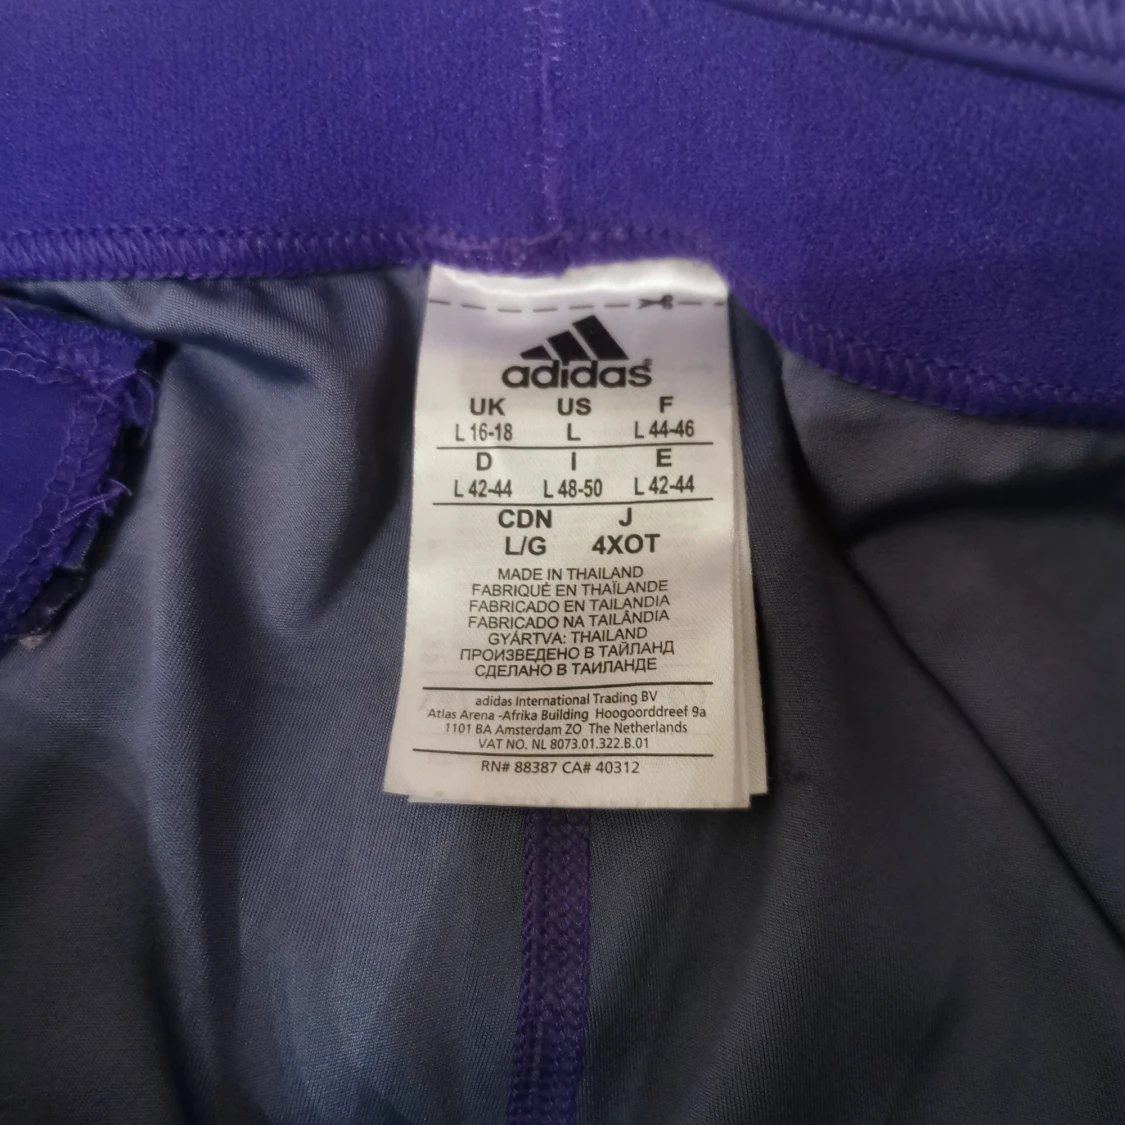 adidas®
UK US F
L 16-18 L L 44-46
D I E
L 42-44 L 48-50 L 42-44
CDN J
L/G 4XOT
MADE IN THAILAND
FABRIQUÉ EN THAÏLANDE
FABRICADO EN TAILANDIA
FABRICADO NA TAILÂNDIA
GYÁRTVA: THAILAND
ПРОИЗВЕДЕНО В ТАЙЛАНД
СДЕЛАНО В ТАИЛАНДЕ
adidas International Trading BV
Atlas Arena -Afrika Building Hoogoorddreef 9a
1101 BA Amsterdam ZO The Netherlands
VAT NO. NL 8073.01.322.B.01
RN# 88387 CA# 40312